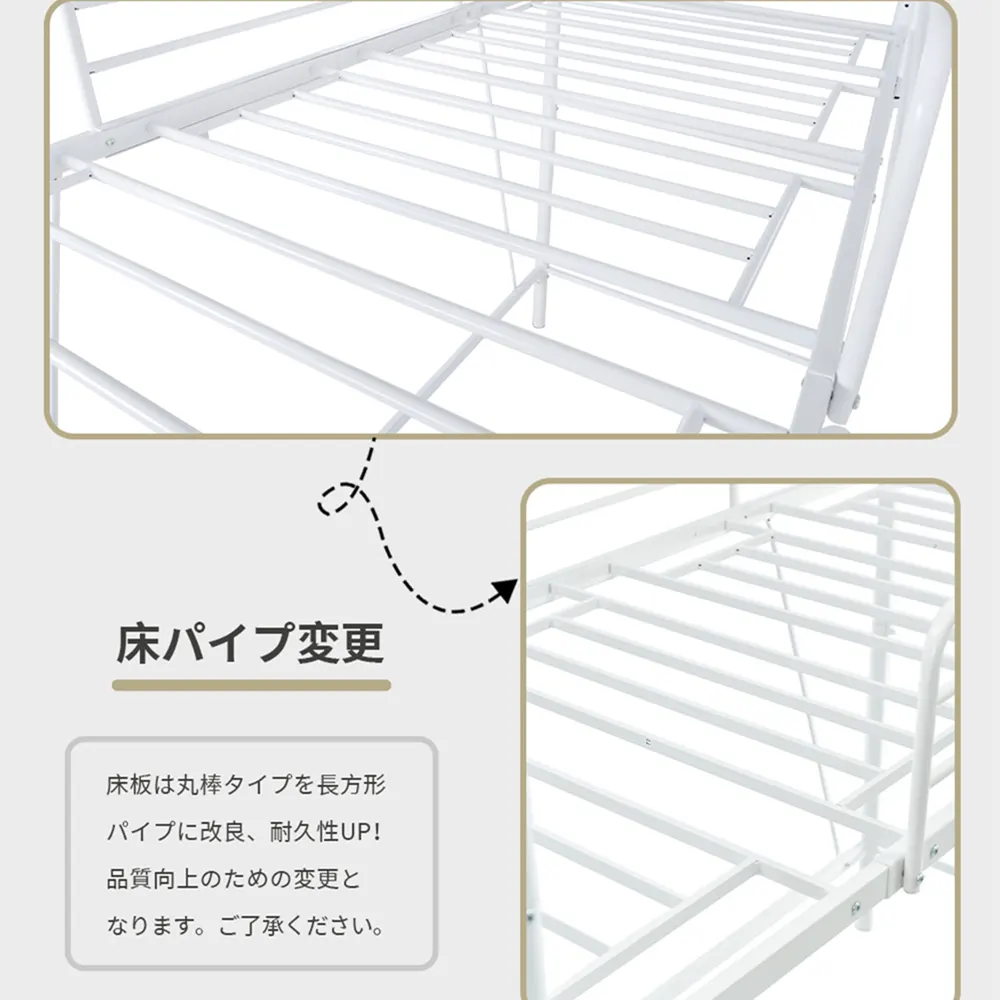 床パイプ変更
床板は丸棒タイプを長方形
パイプに改良、耐久性UP!
品質向上のための変更と
なります。ご了承ください。